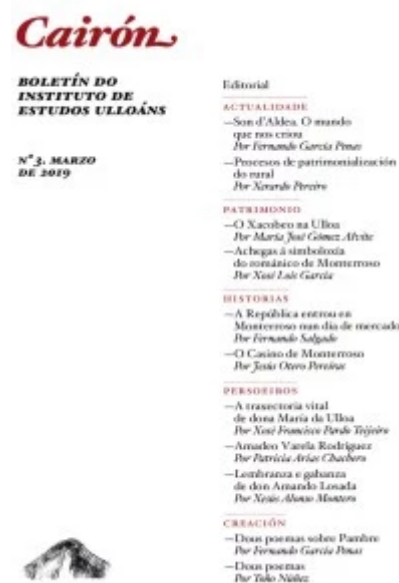 Cairón
BOLETÍN DO
INSTITUTO DE
ESTUDOS ULLOÁNS
Nº 3. MARZO
DE 2019
Editorial
ACTUALIDADE
—Son d'Aldea. O mundo
que nos criou
Por Fernando García Penas
—Procesos de patrimonialización
do rural
Por Xerardo Pereiro
PATRIMONIO
—O Xacobeo na Ulloa
Por María José Gómez Alvite
—Achegas á simboloxía
do románico de Monterroso
Por Xosé Luís García
HISTORIAS
—A República entrou en
Monterroso nun día de mercado
Por Fernando Salgado
—O Casino de Monterroso
Por Jesús Otero Pereiras
PERSOEIROS
—A traxectoria vital
de dona María da Ulloa
Por Xosé Francisco Pardo Teijeiro
—Amadeo Varela Rodríguez
Por Patricia Arias Chachero
—Lembranza e gabanza
de don Amando Losada
Por Xesús Alonso Montero
CREACIÓN
—Dous poemas sobre Pambre
Por Fernando García Penas
—Dous poemas
Por Toño Núñez